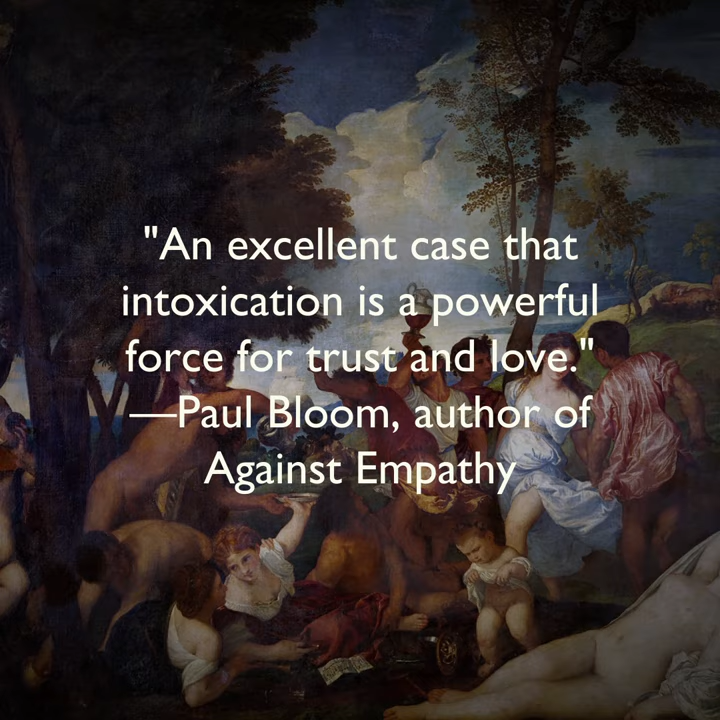 "An excellent case that
intoxication is a powerful
force for trust and love."
—Paul Bloom, author of
Against Empathy